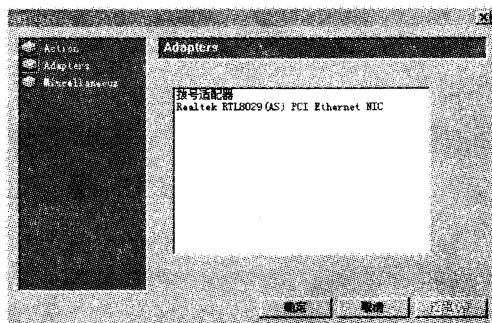 Action
Adapters
Miscellaneous
Adapters
拨号适配器
Realtek RTL8029(AS) PCI Ethernet NIC
确定
取消